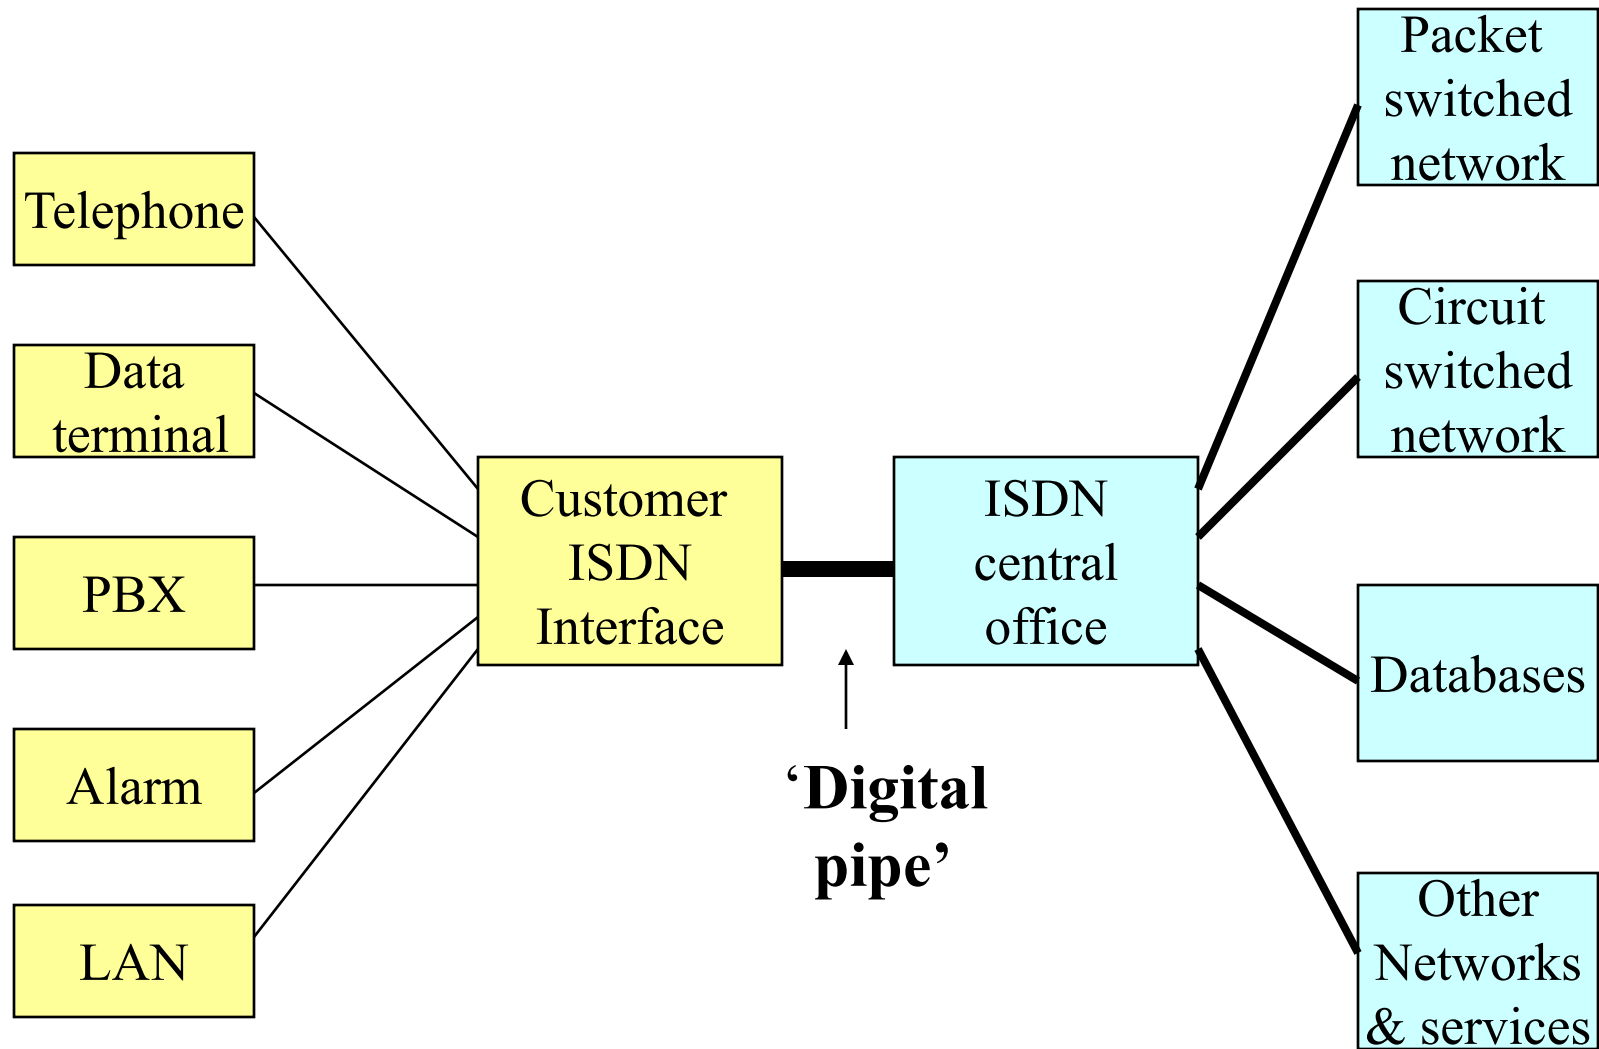 Telephone
Data
terminal
PBX
Alarm
LAN
Customer
ISDN
Interface
‘Digital
pipe’
ISDN
central
office
Packet
switched
network
Circuit
switched
network
Databases
Other
Networks
& services